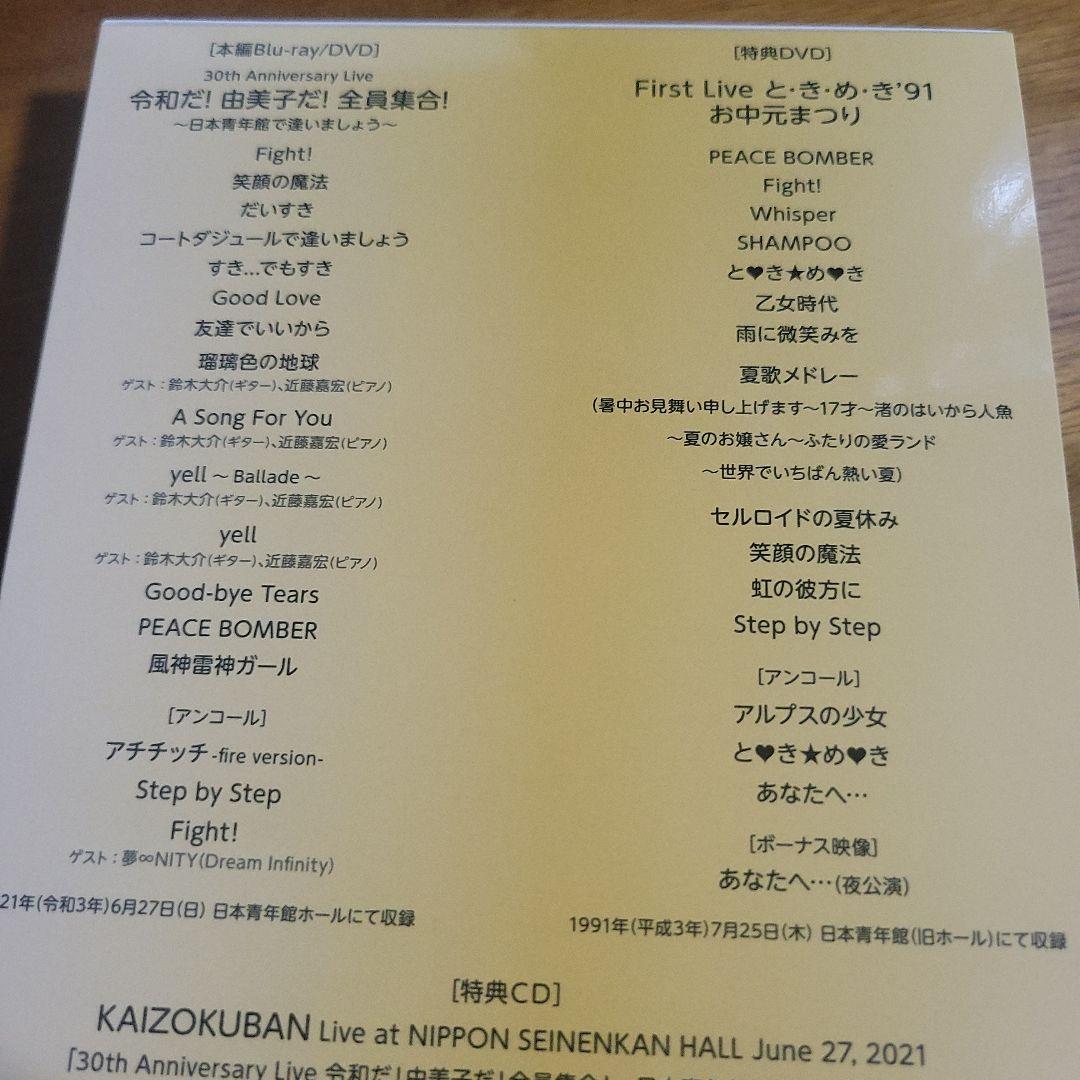 [本編Blu-ray/DVD]
30th Anniversary Live
令和だ! 由美子だ! 全員集合!
～日本青年館で逢いましょう～
Fight!
笑顔の魔法
だいすき
コートダジュールで逢いましょう
すき…でもすき
Good Love
友達でいいから
瑠璃色の地球
ゲスト：鈴木大介(ギター)、近藤嘉宏(ピアノ)
A Song For You
ゲスト：鈴木大介(ギター)、近藤嘉宏(ピアノ)
yell ～ Ballade ～
ゲスト：鈴木大介(ギター)、近藤嘉宏(ピアノ)
yell
ゲスト：鈴木大介(ギター)、近藤嘉宏(ピアノ)
Good-bye Tears
PEACE BOMBER
風神雷神ガール
[アンコール]
アチチッチ -fire version-
Step by Step
Fight!
ゲスト：夢∞NITY(Dream Infinity)
21年(令和3年)6月27日(日) 日本青年館ホールにて収録
[特典DVD]
First Live と・き・め・き'91
お中元まつり
PEACE BOMBER
Fight!
Whisper
SHAMPOO
と♥き★め♥き
乙女時代
雨に微笑みを
夏歌メドレー
(暑中お見舞い申し上げます～17才～渚のはいから人魚
～夏のお嬢さん～ふたりの愛ランド
～世界でいちばん熱い夏)
セルロイドの夏休み
笑顔の魔法
虹の彼方に
Step by Step
[アンコール]
アルプスの少女
と♥き★め♥き
あなたへ…
[ボーナス映像]
あなたへ…(夜公演)
1991年(平成3年)7月25日(木) 日本青年館(旧ホール)にて収録
[特典CD]
KAIZOKUBAN Live at NIPPON SEINENKAN HALL June 27, 2021
「30th Anniversary Live 令和だ! 由美子だ! 全員集合!